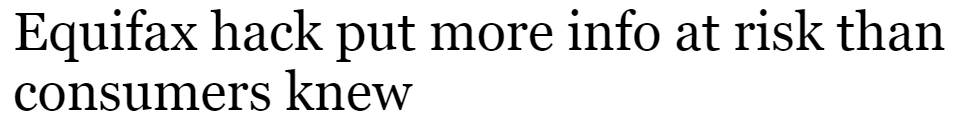 Equifax hack put more info at risk than
consumers knew